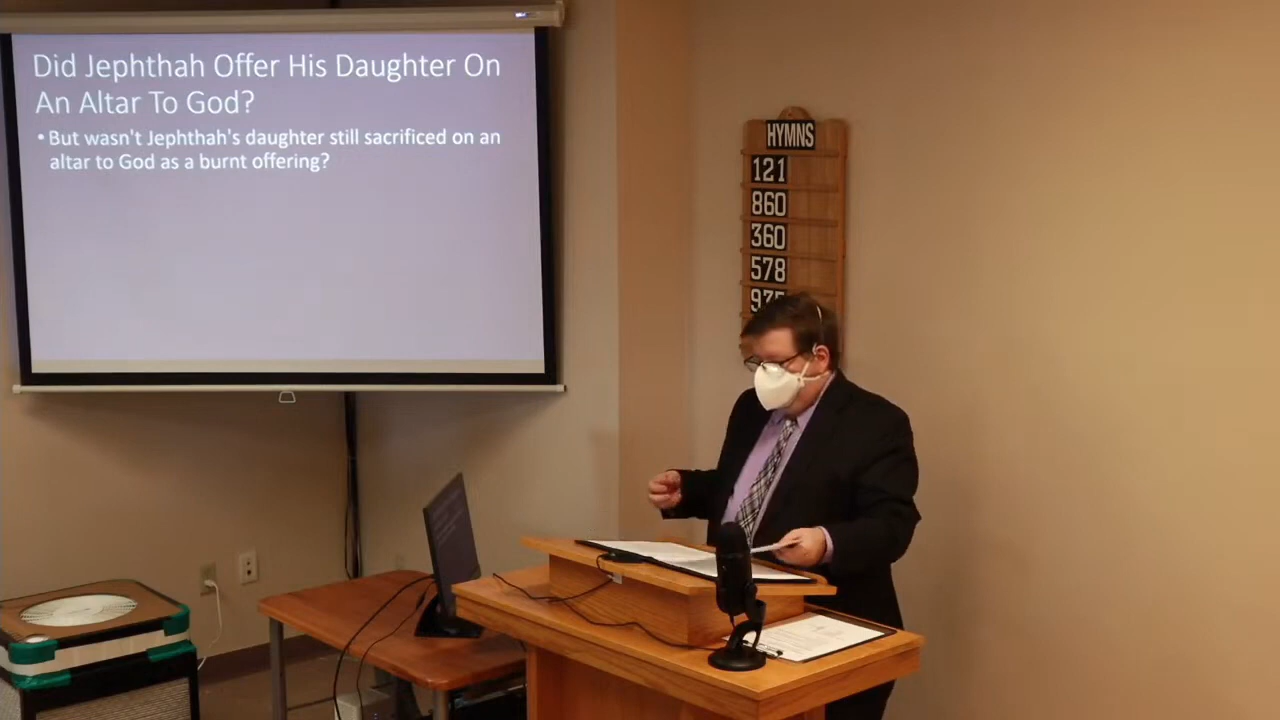 Did Jephthah Offer His Daughter On
An Altar To God?
• But wasn't Jephthah's daughter still sacrificed on an
altar to God as a burnt offering?
HYMNS
121
860
360
578